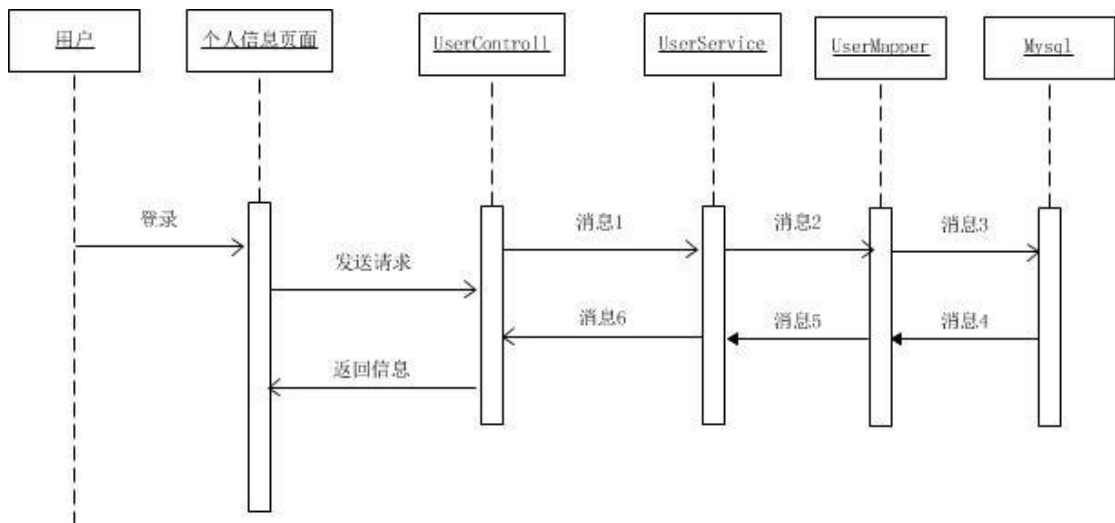 用户
个人信息页面
UserControll
UserService
UserMapper
Mysql
登录
消息1
消息2
消息3
发送请求
消息6
消息5
消息4
返回信息